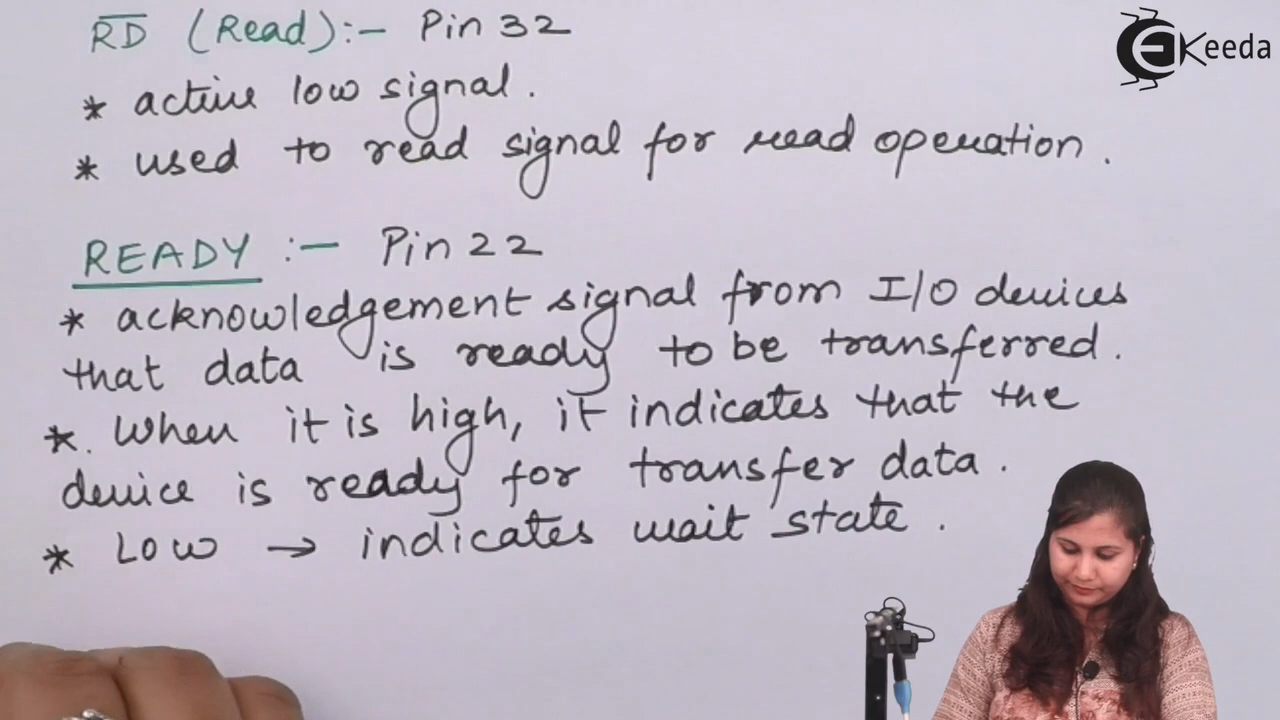 R̅D̅ (Read):- Pin 32
* active low signal.
* used to read signal for read operation.
READY :- Pin 22
* acknowledgement signal from I/O devices
that data is ready to be transferred.
*. When it is high, it indicates that the
device is ready for transfer data.
* Low → indicates wait state.
EKeeda